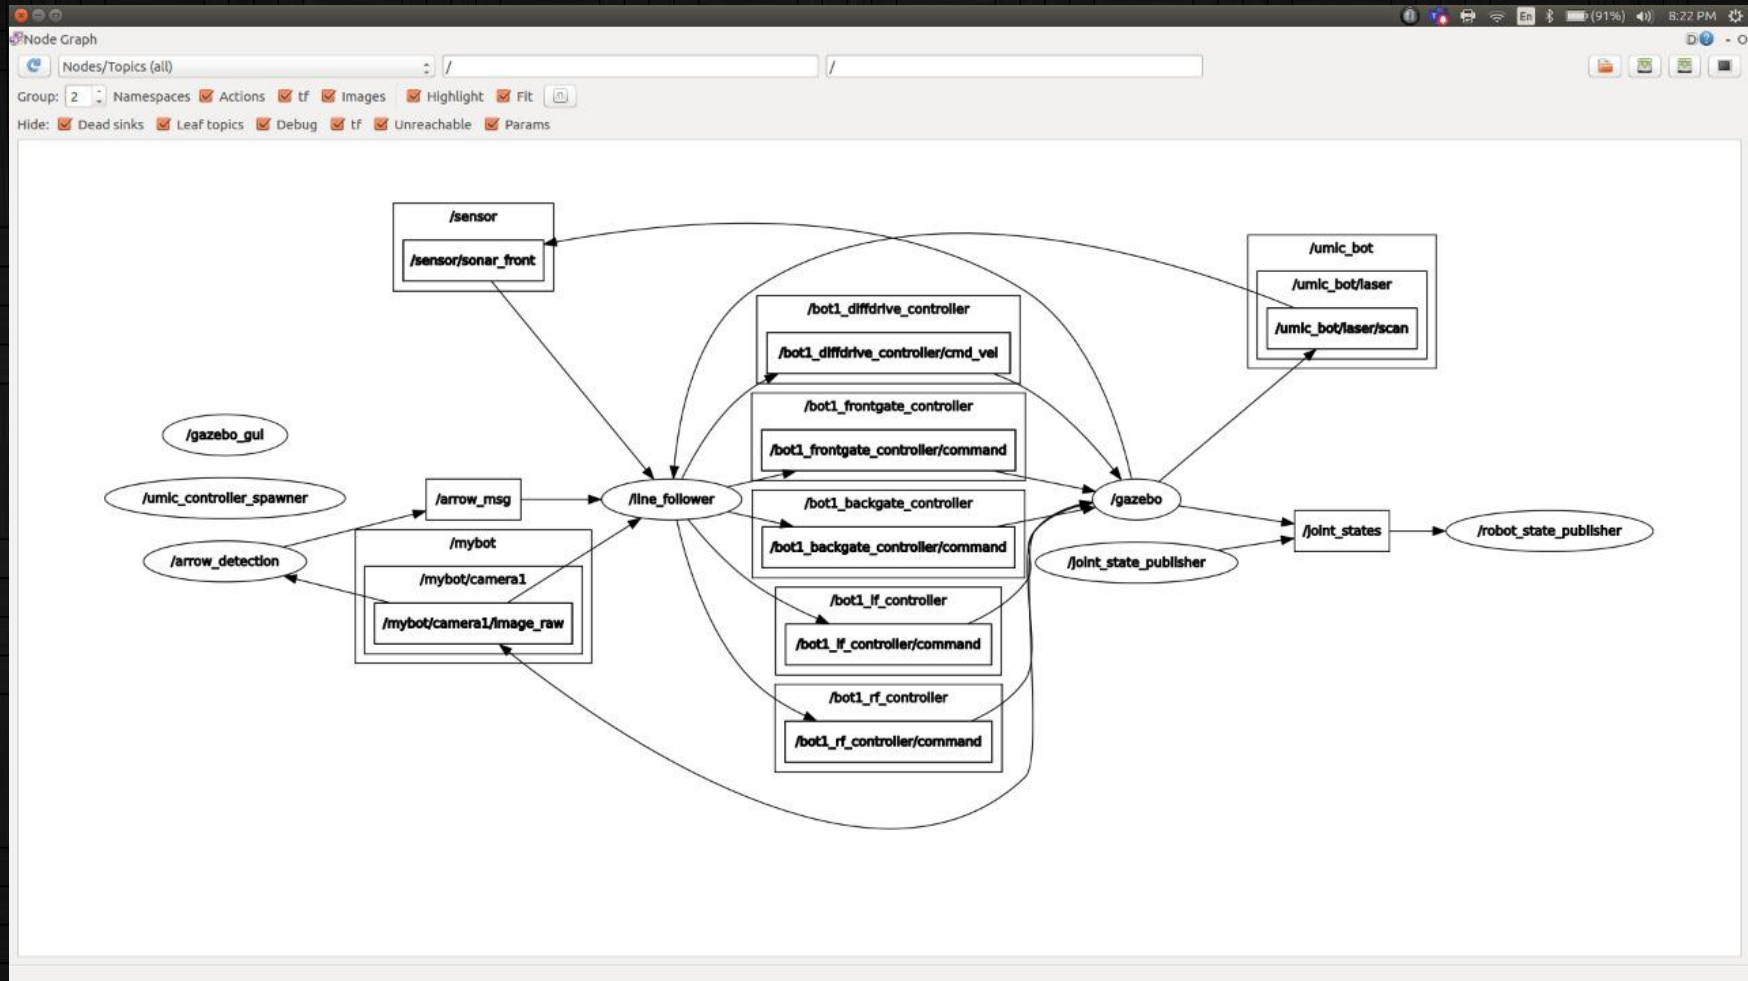 En (91%) 8:22 PM
Node Graph
D ? - O
Nodes/Topics (all) / /
Group: 2 Namespaces Actions tf Images Highlight Fit
Hide: Dead sinks Leaf topics Debug tf Unreachable Params
/sensor
/sensor/sonar_front
/umic_bot
/umic_bot/laser
/umic_bot/laser/scan
/bot1_diffdrive_controller
/bot1_diffdrive_controller/cmd_vel
/bot1_frontgate_controller
/bot1_frontgate_controller/command
/gazebo_gui
/umic_controller_spawner
/arrow_msg
/line_follower
/bot1_backgate_controller
/bot1_backgate_controller/command
/gazebo
/joint_states
/robot_state_publisher
/arrow_detection
/joint_state_publisher
/mybot
/mybot/camera1
/mybot/camera1/image_raw
/bot1_lf_controller
/bot1_lf_controller/command
/bot1_rf_controller
/bot1_rf_controller/command